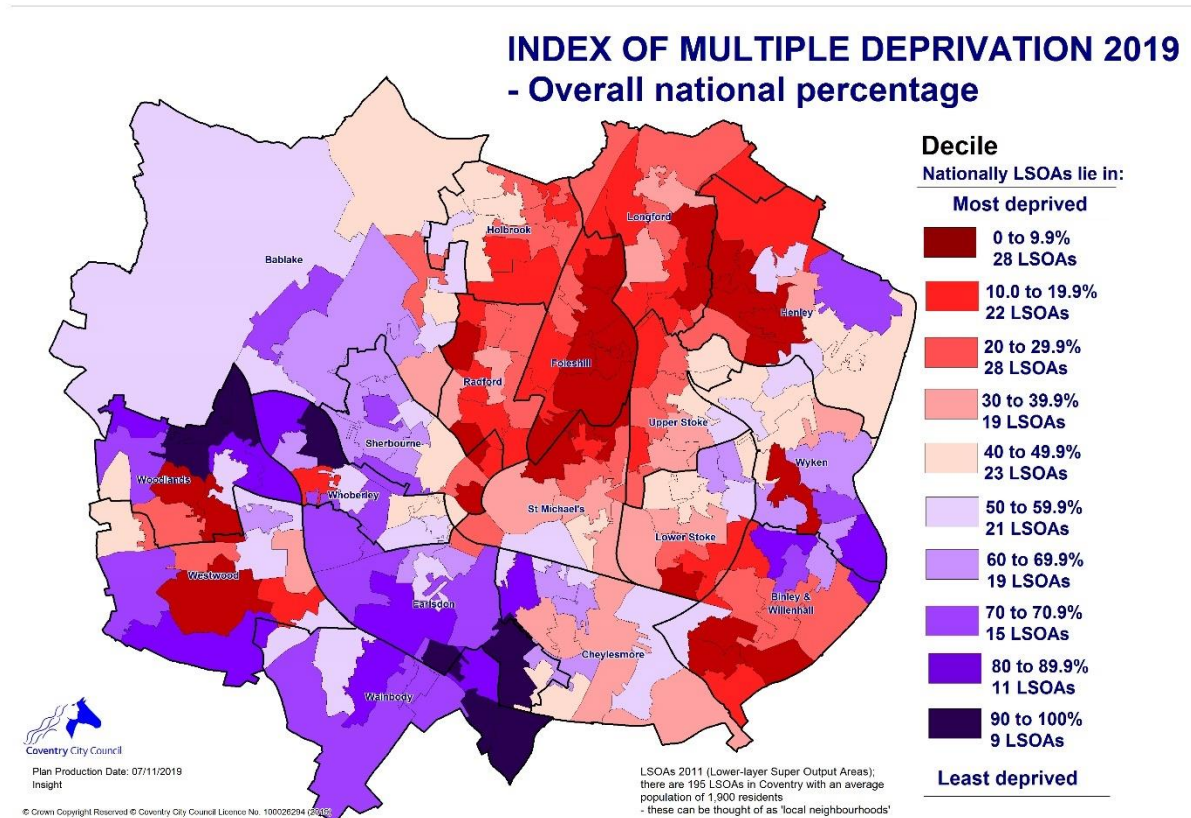 INDEX OF MULTIPLE DEPRIVATION 2019
- Overall national percentage
Decile
Nationally LSOAs lie in:
Most deprived
0 to 9.9%
28 LSOAs
10.0 to 19.9%
22 LSOAs
20 to 29.9%
28 LSOAs
30 to 39.9%
19 LSOAs
40 to 49.9%
23 LSOAs
50 to 59.9%
21 LSOAs
60 to 69.9%
19 LSOAs
70 to 70.9%
15 LSOAs
80 to 89.9%
11 LSOAs
90 to 100%
9 LSOAs
Least deprived
Longford
Holbrook
Bablake
Henley
Foleshill
Radford
Upper Stoke
Sherbourne
Wyken
Woodlands
Whoberley
St Michael's
Lower Stoke
Westwood
Binley &
Willenhall
Earlsdon
Cheylesmore
Wainbody
Coventry City Council
Plan Production Date: 07/11/2019
Insight
© Crown Copyright Reserved © Coventry City Council Licence No. 100026294
LSOAs 2011 (Lower-layer Super Output Areas);
there are 195 LSOAs in Coventry with an average
population of 1,900 residents
- these can be thought of as 'local neighbourhoods'